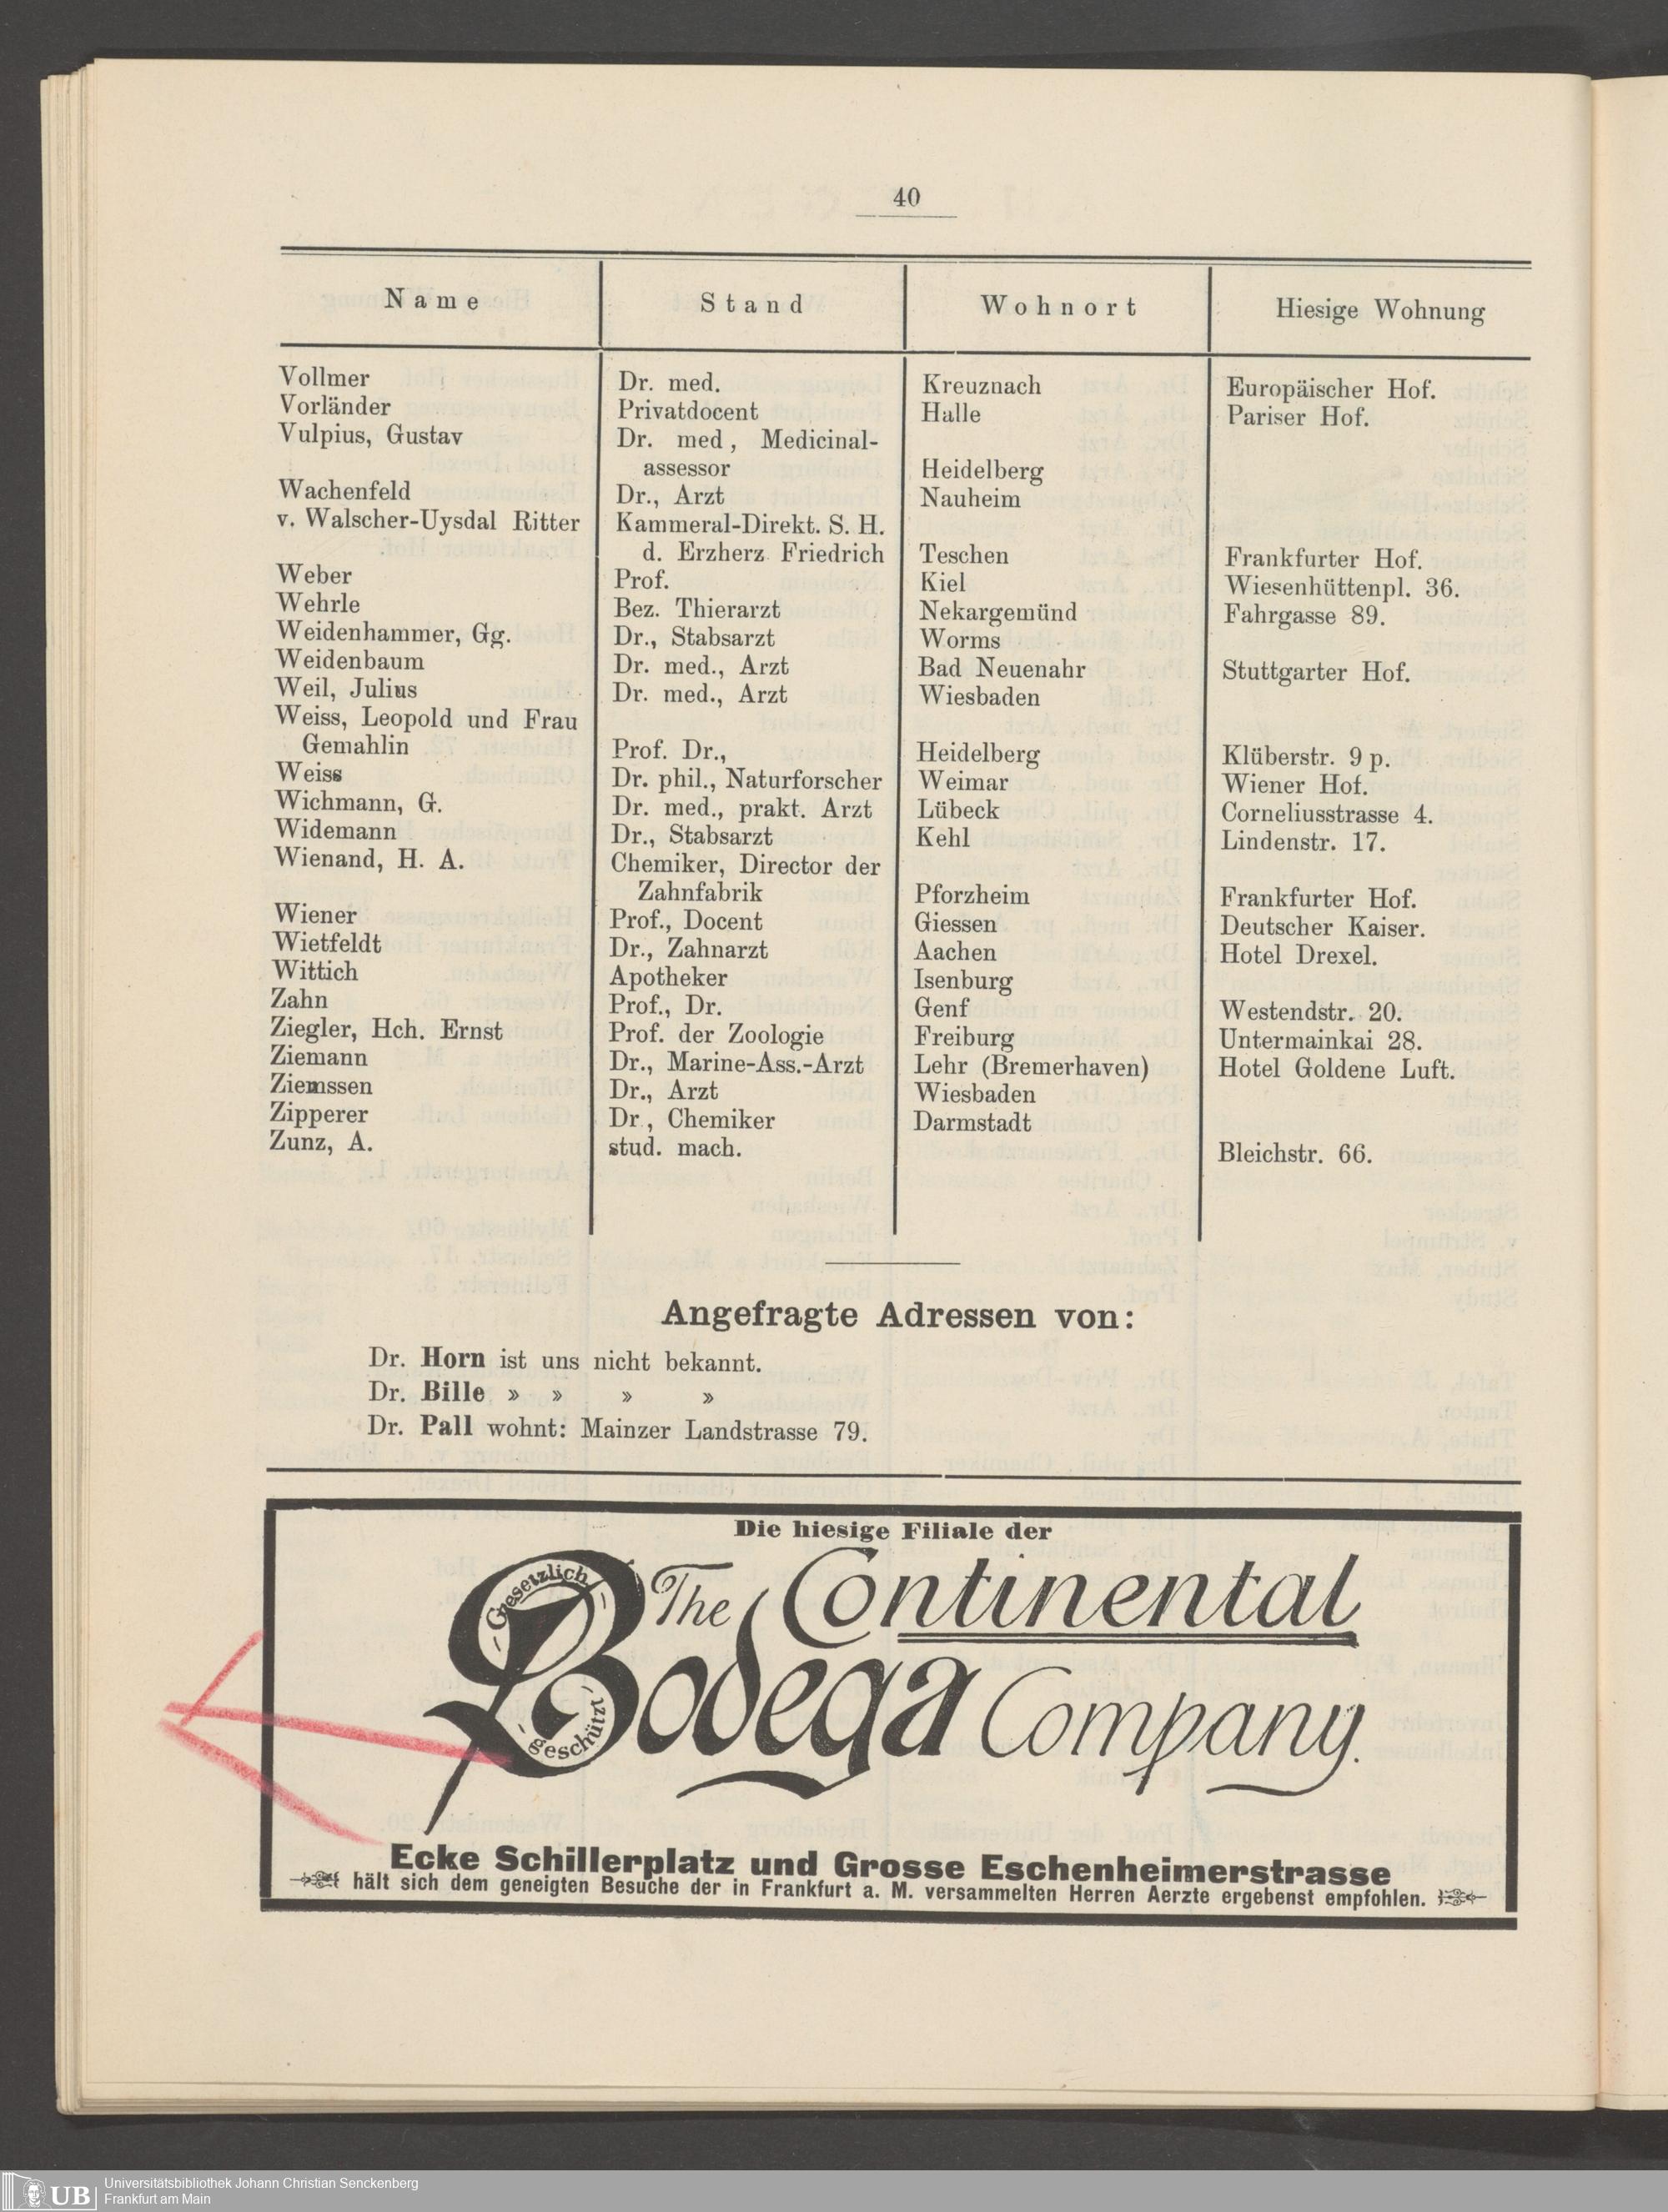 40
Name Stand Wohnort Hiesige Wohnung
Vollmer Dr. med. Kreuznach Europäischer Hof.
Vorländer Privatdocent Halle Pariser Hof.
Vulpius, Gustav Dr. med , Medicinal-
assessor Heidelberg
Wachenfeld Dr., Arzt Nauheim
v. Walscher-Uysdal Ritter Kammeral-Direkt. S. H.
d. Erzherz Friedrich Teschen Frankfurter Hof.
Weber Prof. Kiel Wiesenhüttenpl. 36.
Wehrle Bez. Thierarzt Nekargemünd Fahrgasse 89.
Weidenhammer, Gg. Dr., Stabsarzt Worms
Weidenbaum Dr. med., Arzt Bad Neuenahr Stuttgarter Hof.
Weil, Julius Dr. med., Arzt Wiesbaden
Weiss, Leopold und Frau
Gemahlin Prof. Dr., Heidelberg Klüberstr. 9 p.
Weiss Dr. phil., Naturforscher Weimar Wiener Hof.
Wichmann, G. Dr. med., prakt. Arzt Lübeck Corneliusstrasse 4.
Widemann Dr., Stabsarzt Kehl Lindenstr. 17.
Wienand, H. A. Chemiker, Director der
Zahnfabrik Pforzheim Frankfurter Hof.
Wiener Prof., Docent Giessen Deutscher Kaiser.
Wietfeldt Dr., Zahnarzt Aachen Hotel Drexel.
Wittich Apotheker Isenburg
Zahn Prof., Dr. Genf Westendstr. 20.
Ziegler, Hch. Ernst Prof. der Zoologie Freiburg Untermainkai 28.
Ziemann Dr., Marine-Ass.-Arzt Lehr (Bremerhaven) Hotel Goldene Luft.
Ziemssen Dr., Arzt Wiesbaden
Zipperer Dr , Chemiker Darmstadt
Zunz, A. stud. mach. Bleichstr. 66.
Angefragte Adressen von:
Dr. Horn ist uns nicht bekannt.
Dr. Bille » » » »
Dr. Pall wohnt: Mainzer Landstrasse 79.
Die hiesige Filiale der
The Continental
Bodega Company.
- Gesetzlich -
- geschützt -
Ecke Schillerplatz und Grosse Eschenheimerstrasse
hält sich dem geneigten Besuche der in Frankfurt a. M. versammelten Herren Aerzte ergebenst empfohlen.
UB Universitätsbibliothek Johann Christian Senckenberg
Frankfurt am Main